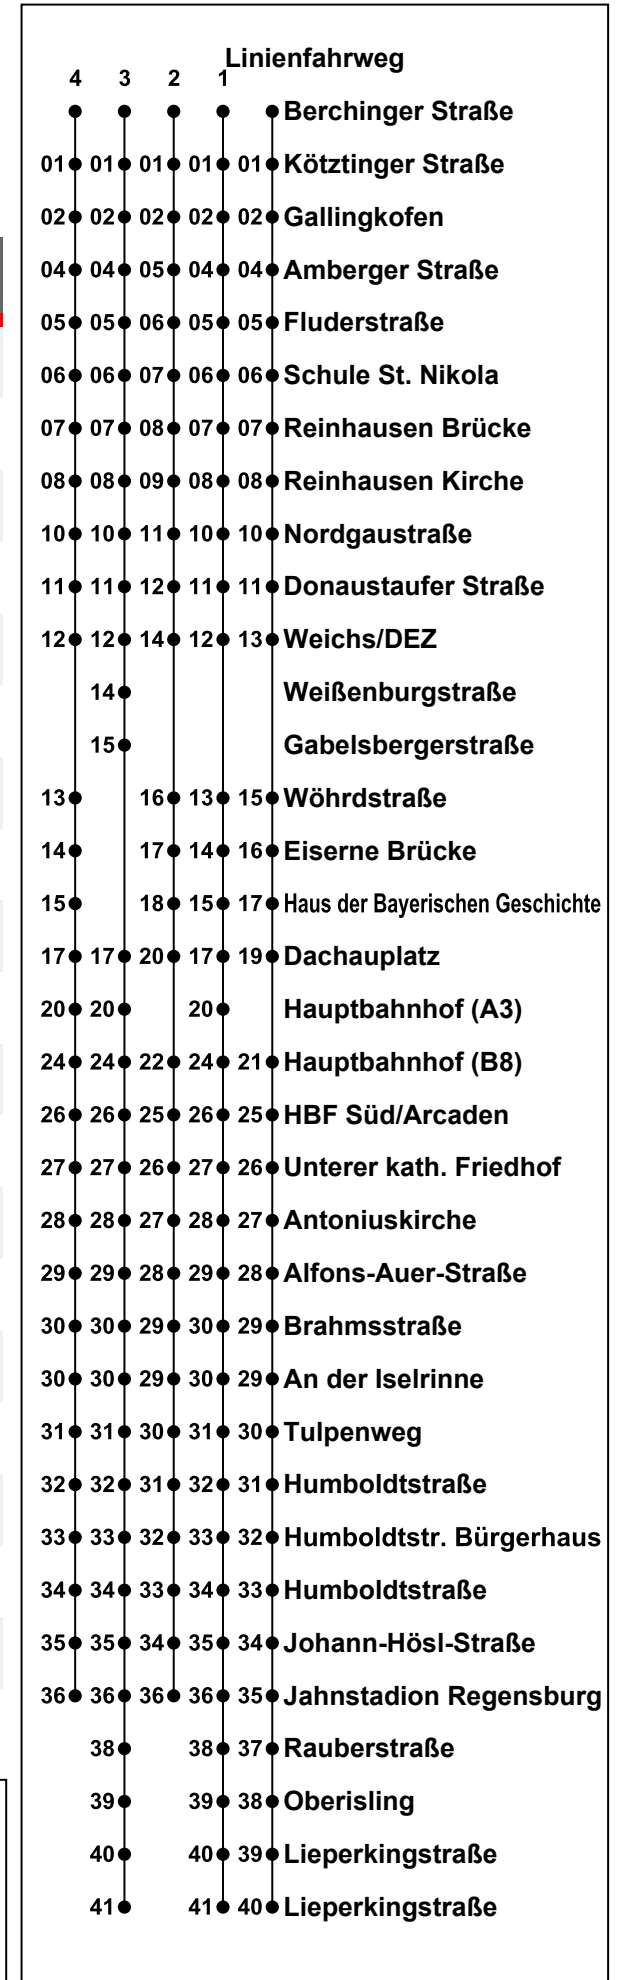 Linienfahrweg
4 3 2 1
Berchinger Straße
01 01 01 01 01 Kötztinger Straße
02 02 02 02 02 Gallingkofen
04 04 05 04 04 Amberger Straße
05 05 06 05 05 Fluderstraße
06 06 07 06 06 Schule St. Nikola
07 07 08 07 07 Reinhausen Brücke
08 08 09 08 08 Reinhausen Kirche
10 10 11 10 10 Nordgaustraße
11 11 12 11 11 Donaustaufer Straße
12 12 14 12 13 Weichs/DEZ
14 Weißenburgstraße
15 Gabelsbergerstraße
13 16 13 15 Wöhrdstraße
14 17 14 16 Eiserne Brücke
15 18 15 17 Haus der Bayerischen Geschichte
17 17 20 17 19 Dachauplatz
20 20 20 Hauptbahnhof (A3)
24 24 22 24 21 Hauptbahnhof (B8)
26 26 25 26 25 HBF Süd/Arcaden
27 27 26 27 26 Unterer kath. Friedhof
28 28 27 28 27 Antoniuskirche
29 29 28 29 28 Alfons-Auer-Straße
30 30 29 30 29 Brahmsstraße
30 30 29 30 29 An der Iselrinne
31 31 30 31 30 Tulpenweg
32 32 31 32 31 Humboldtstraße
33 33 32 33 32 Humboldtstr. Bürgerhaus
34 34 33 34 33 Humboldtstraße
35 35 34 35 34 Johann-Hösl-Straße
36 36 36 36 35 Jahnstadion Regensburg
38 38 37 Rauberstraße
39 39 38 Oberisling
40 40 39 Lieperkingstraße
41 41 40 Lieperkingstraße